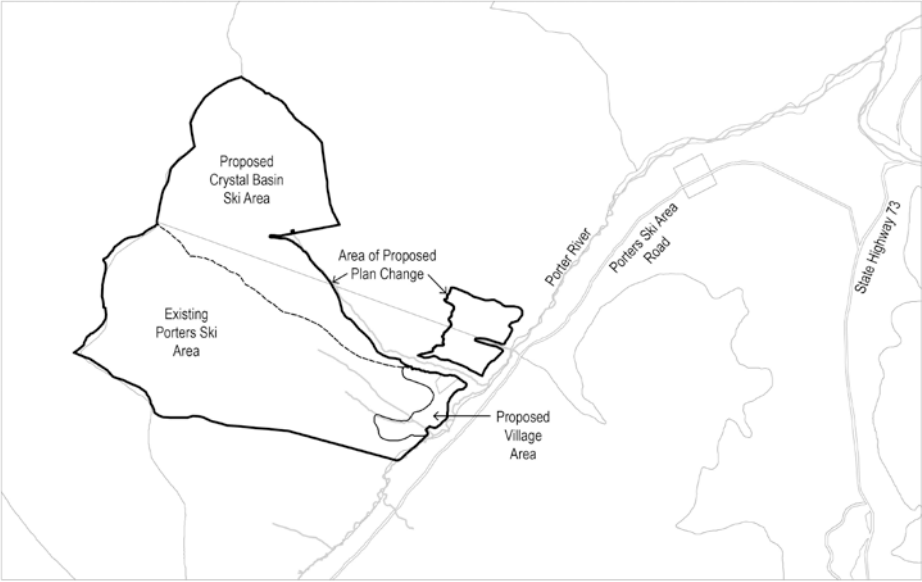 Proposed
Crystal Basin
Ski Area
Area of Proposed
Plan Change
Existing
Porters Ski
Area
Proposed
Village
Area
Porter River
Porters Ski Area
Road
State Highway 73